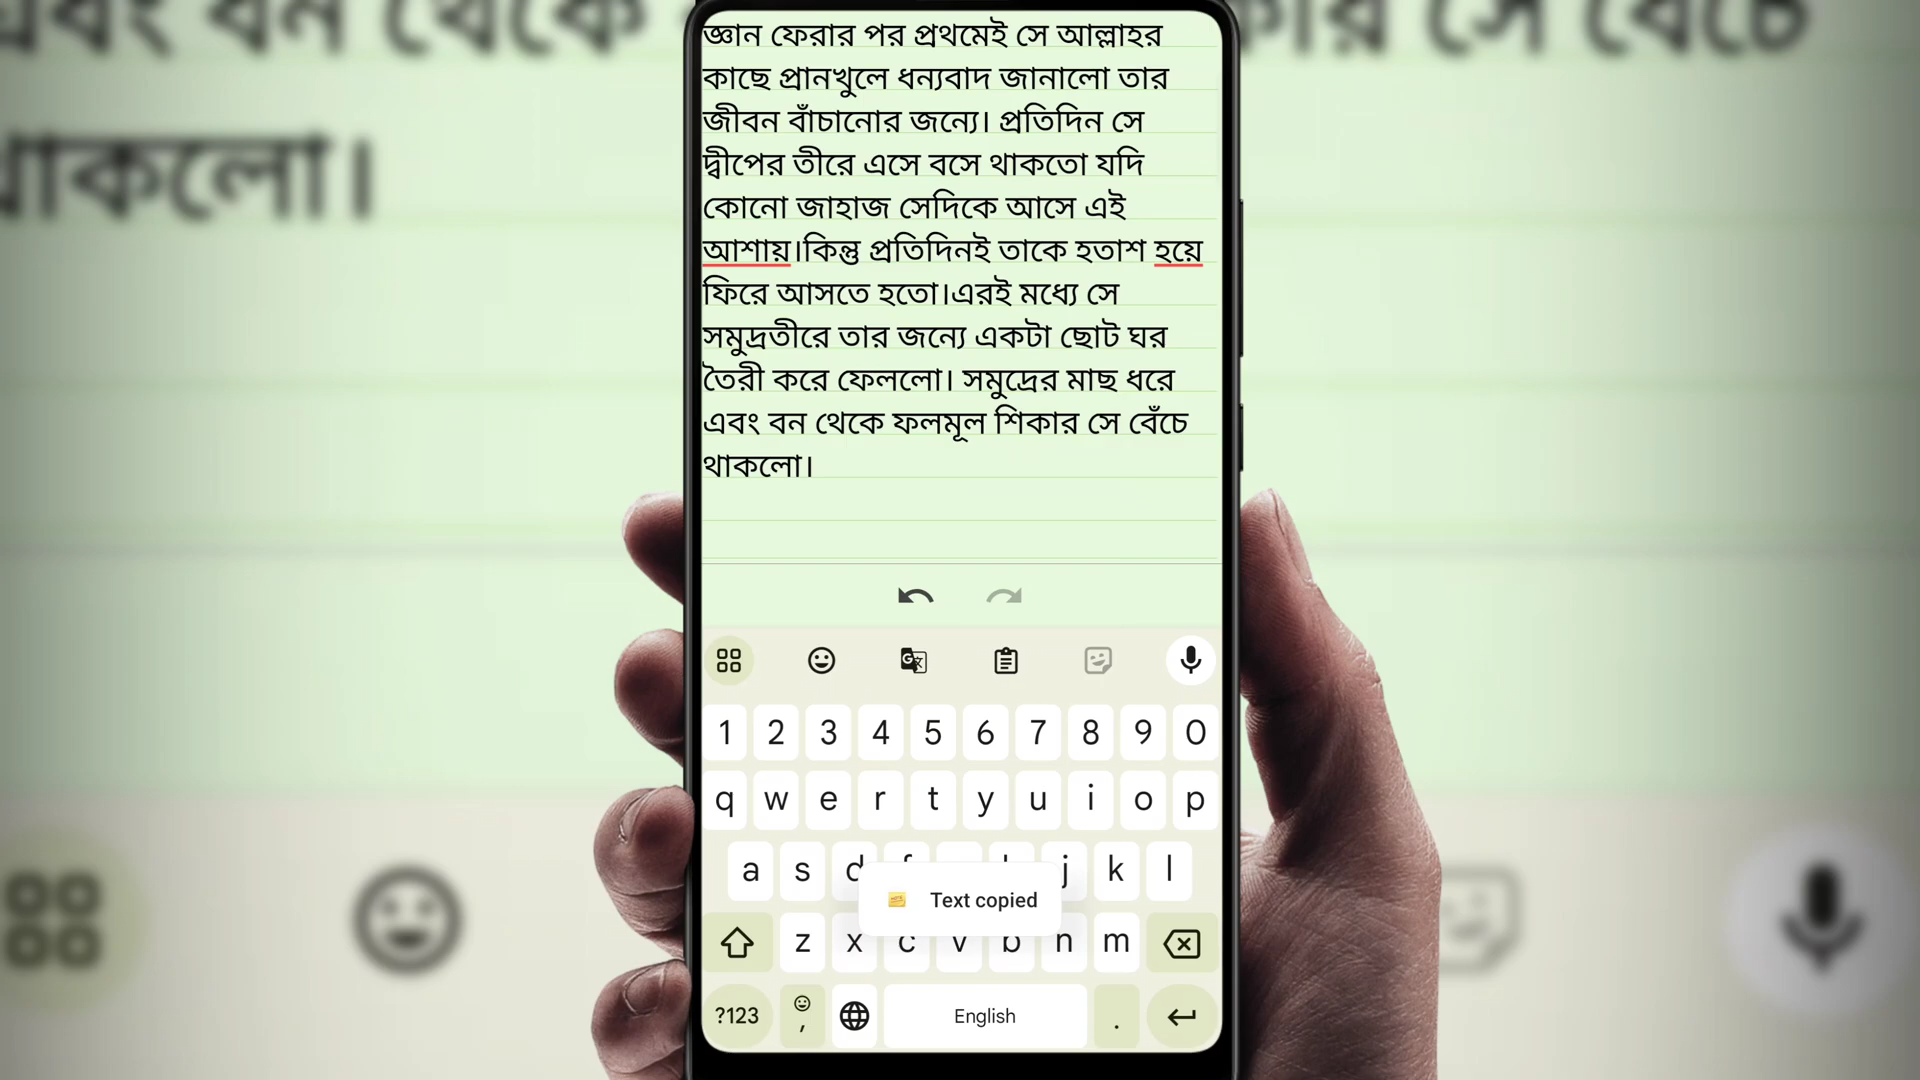 এবং বন থেকে
কার সে বেঁচে
থাকলো।
জ্ঞান ফেরার পর প্রথমেই সে আল্লাহর
কাছে প্রানখুলে ধন্যবাদ জানালো তার
জীবন বাঁচানোর জন্যে। প্রতিদিন সে
দ্বীপের তীরে এসে বসে থাকতো যদি
কোনো জাহাজ সেদিকে আসে এই
আশায়।কিন্তু প্রতিদিনই তাকে হতাশ হয়ে
ফিরে আসতে হতো।এরই মধ্যে সে
সমুদ্রতীরে তার জন্যে একটা ছোট ঘর
তৈরী করে ফেললো। সমুদ্রের মাছ ধরে
এবং বন থেকে ফলমূল শিকার সে বেঁচে
থাকলো।
1 2 3 4 5 6 7 8 9 0
q w e r t y u i o p
a s d f j k l
Text copied
z x c v b n m
?123 , English .